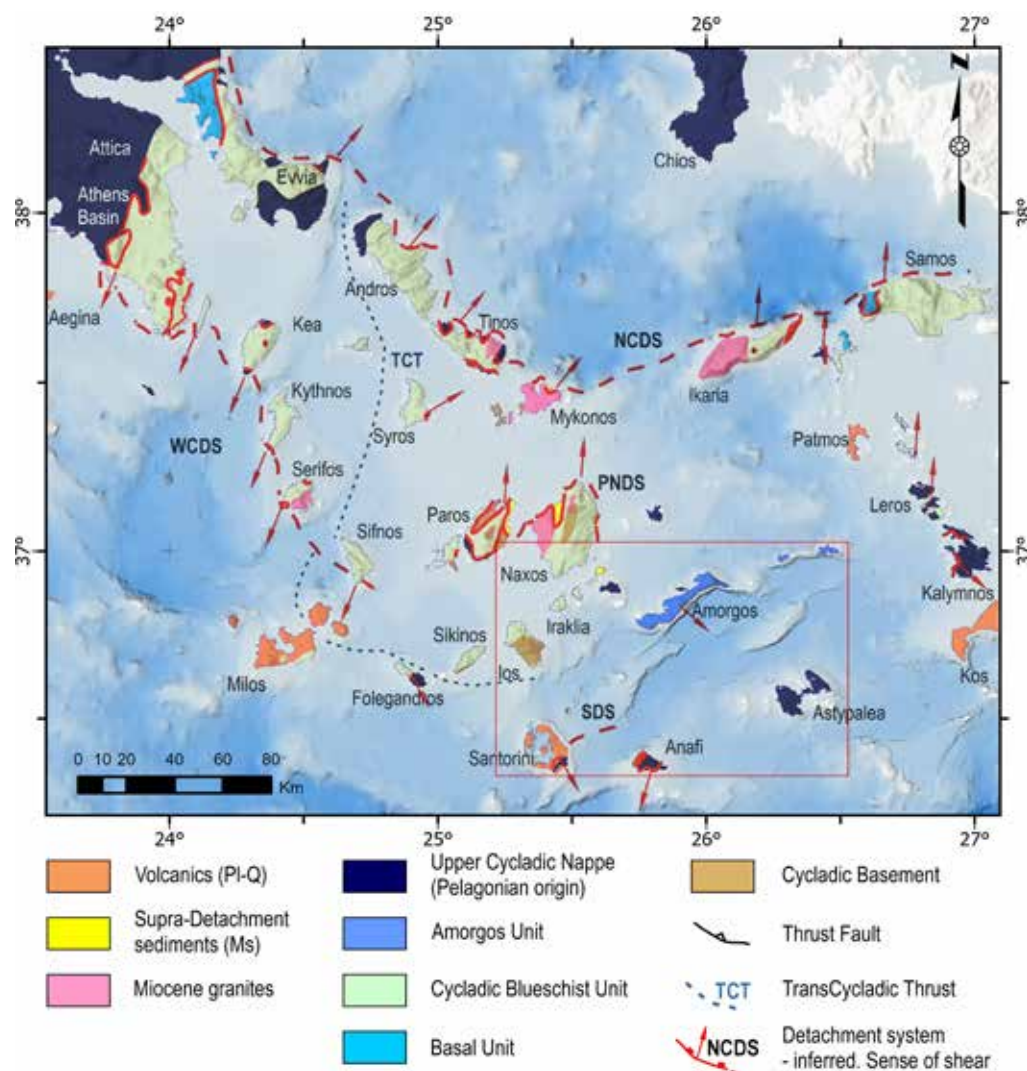 24° 25° 26° 27°
N
Attica
Athens
Basin
Evvia
Chios
38° 38°
Samos
Andros
Aegina
Tinos
Kea
NCDS
TCT
Ikaria
Kythnos
Mykonos
Syros
Patmos
WCDS
Serifos
PNDS
Leros
Paros
Sifnos
37° 37°
Naxos
Kalymnos
Amorgos
Iraklia
Sikinos
Ios
Kos
Milos
Folegandros
Astypalea
SDS
Santorini
Anafi
0 10 20 40 60 80
Km
24° 25° 26° 27°
Volcanics (Pl-Q)
Supra-Detachment
sediments (Ms)
Miocene granites
Upper Cycladic Nappe
(Pelagonian origin)
Amorgos Unit
Cycladic Blueschist Unit
Basal Unit
Cycladic Basement
Thrust Fault
TCT TransCycladic Thrust
NCDS Detachment system
- inferred. Sense of shear